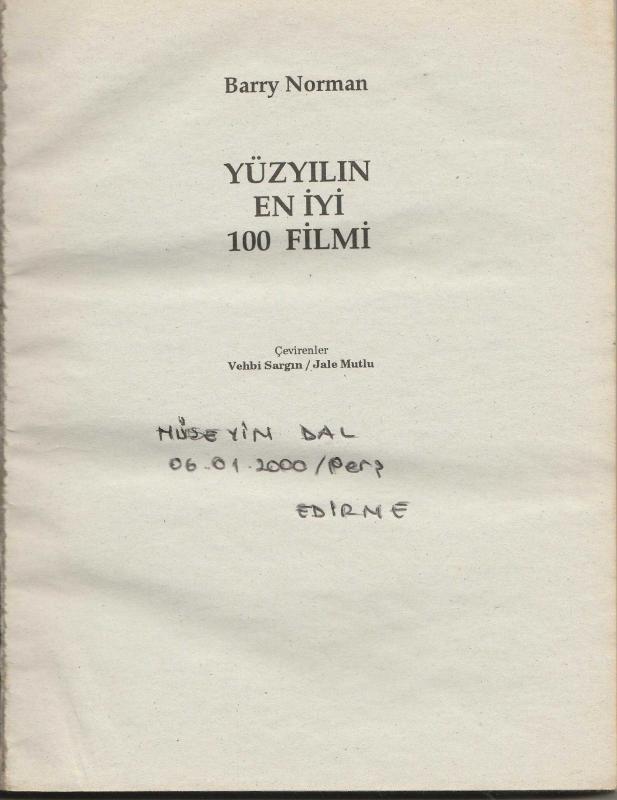 Barry Norman
YÜZYILIN
EN İYİ
100 FİLMİ
Çevirenler
Vehbi Sargın / Jale Mutlu
HÜSEYİN DAL
06.01.2000/Perş
EDİRNE